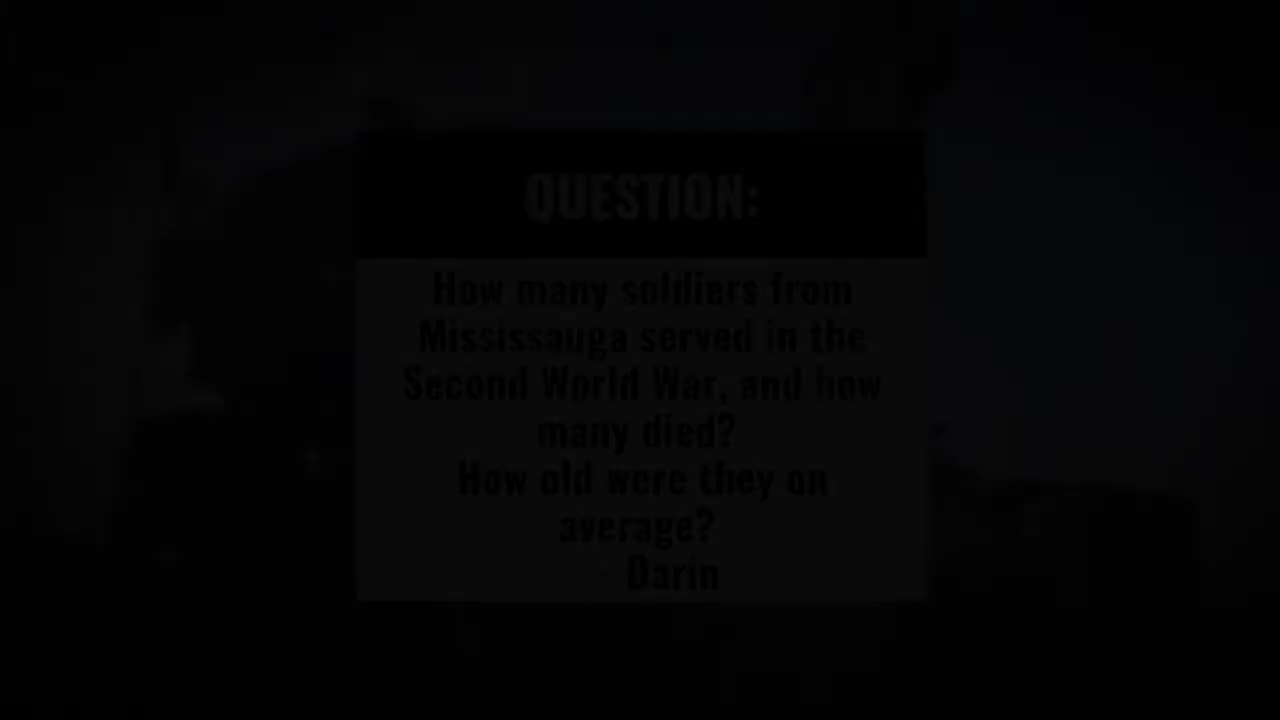 QUESTION:
How many soldiers from
Mississauga served in the
Second World War, and how
many died?
How old were they on
average?
- Darin